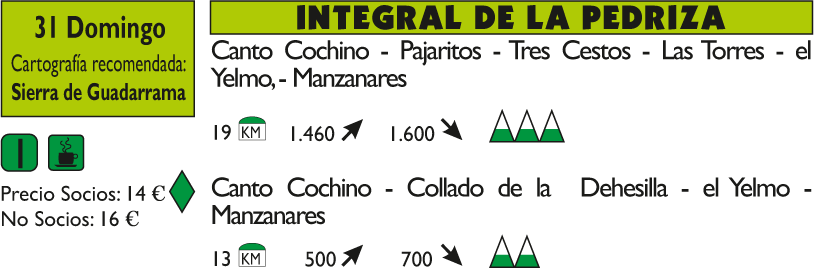 31 Domingo
Cartografía recomendada:
Sierra de Guadarrama
I
Precio Socios: 14 €
No Socios: 16 €
INTEGRAL DE LA PEDRIZA
Canto Cochino - Pajaritos - Tres Cestos - Las Torres - el
Yelmo, - Manzanares
19 KM 1.460 1.600
Canto Cochino - Collado de la Dehesilla - el Yelmo -
Manzanares
13 KM 500 700